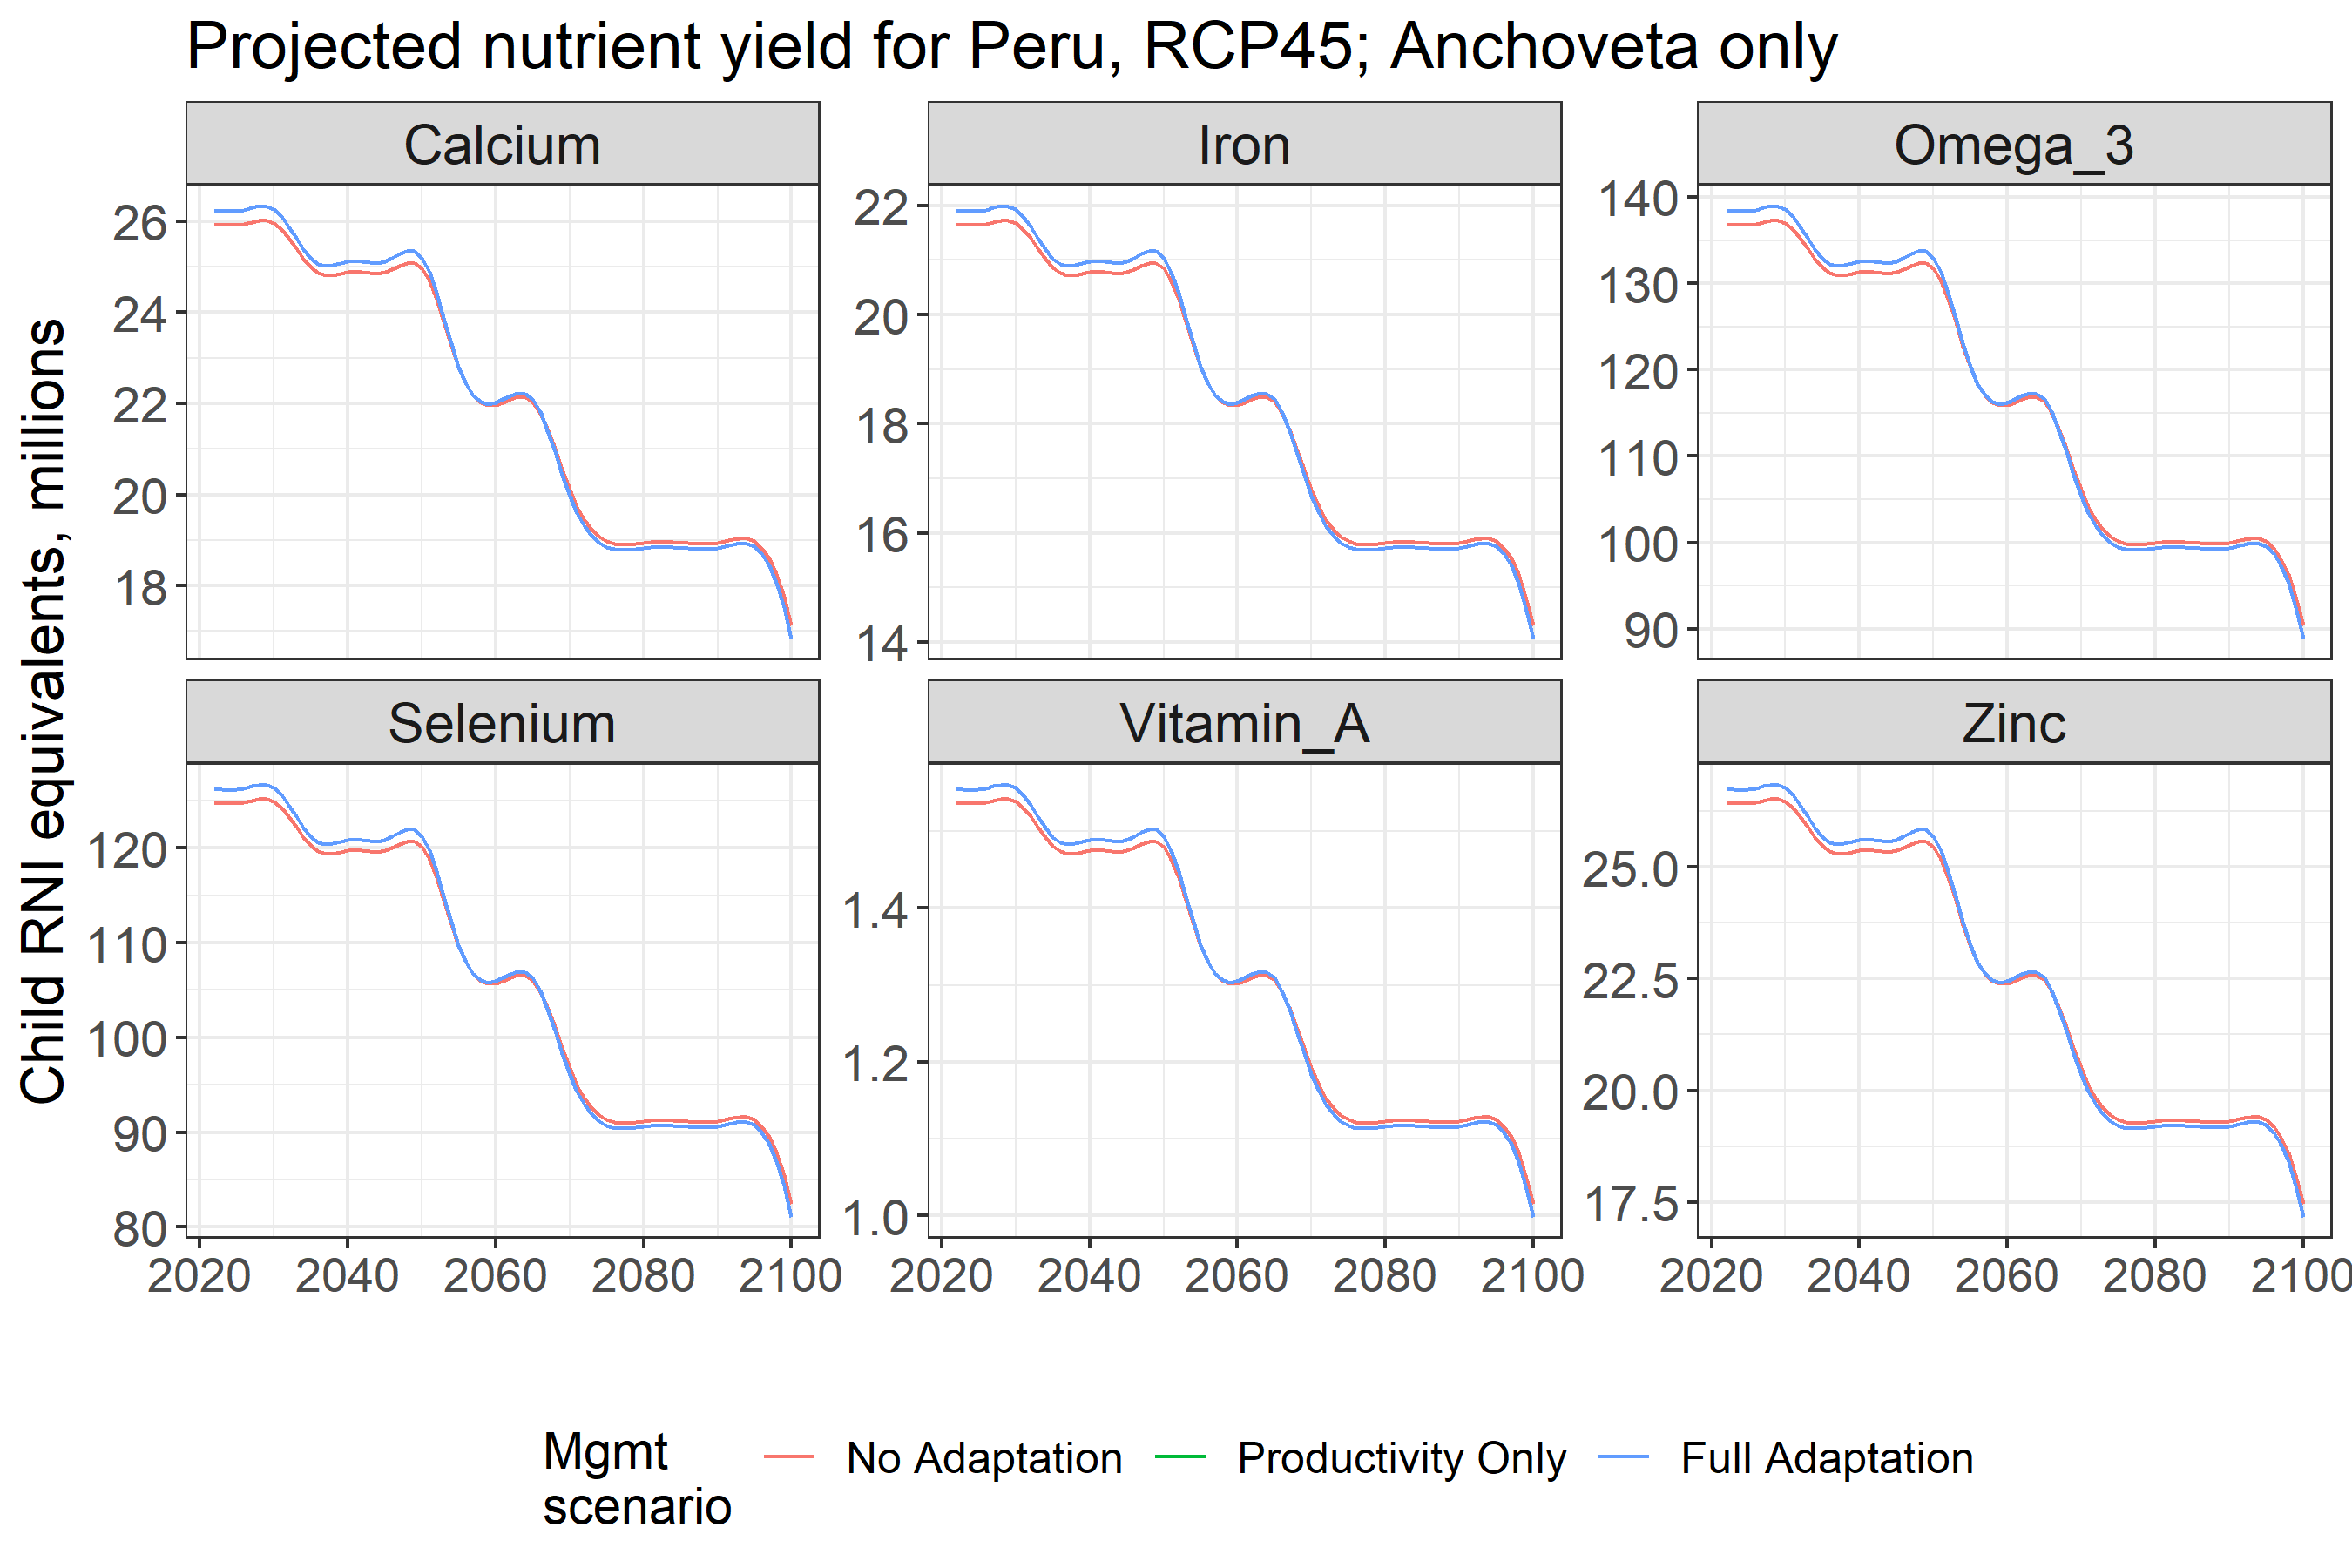 Projected nutrient yield for Peru, RCP45; Anchoveta only
Child RNI equivalents, millions
Calcium
26
24
22
20
18
Iron
22
20
18
16
14
Omega_3
140
130
120
110
100
90
Selenium
120
110
100
90
80
2020 2040 2060 2080 2100
Vitamin_A
1.4
1.2
1.0
2020 2040 2060 2080 2100
Zinc
25.0
22.5
20.0
17.5
2020 2040 2060 2080 2100
Mgmt
scenario
No Adaptation Productivity Only Full Adaptation